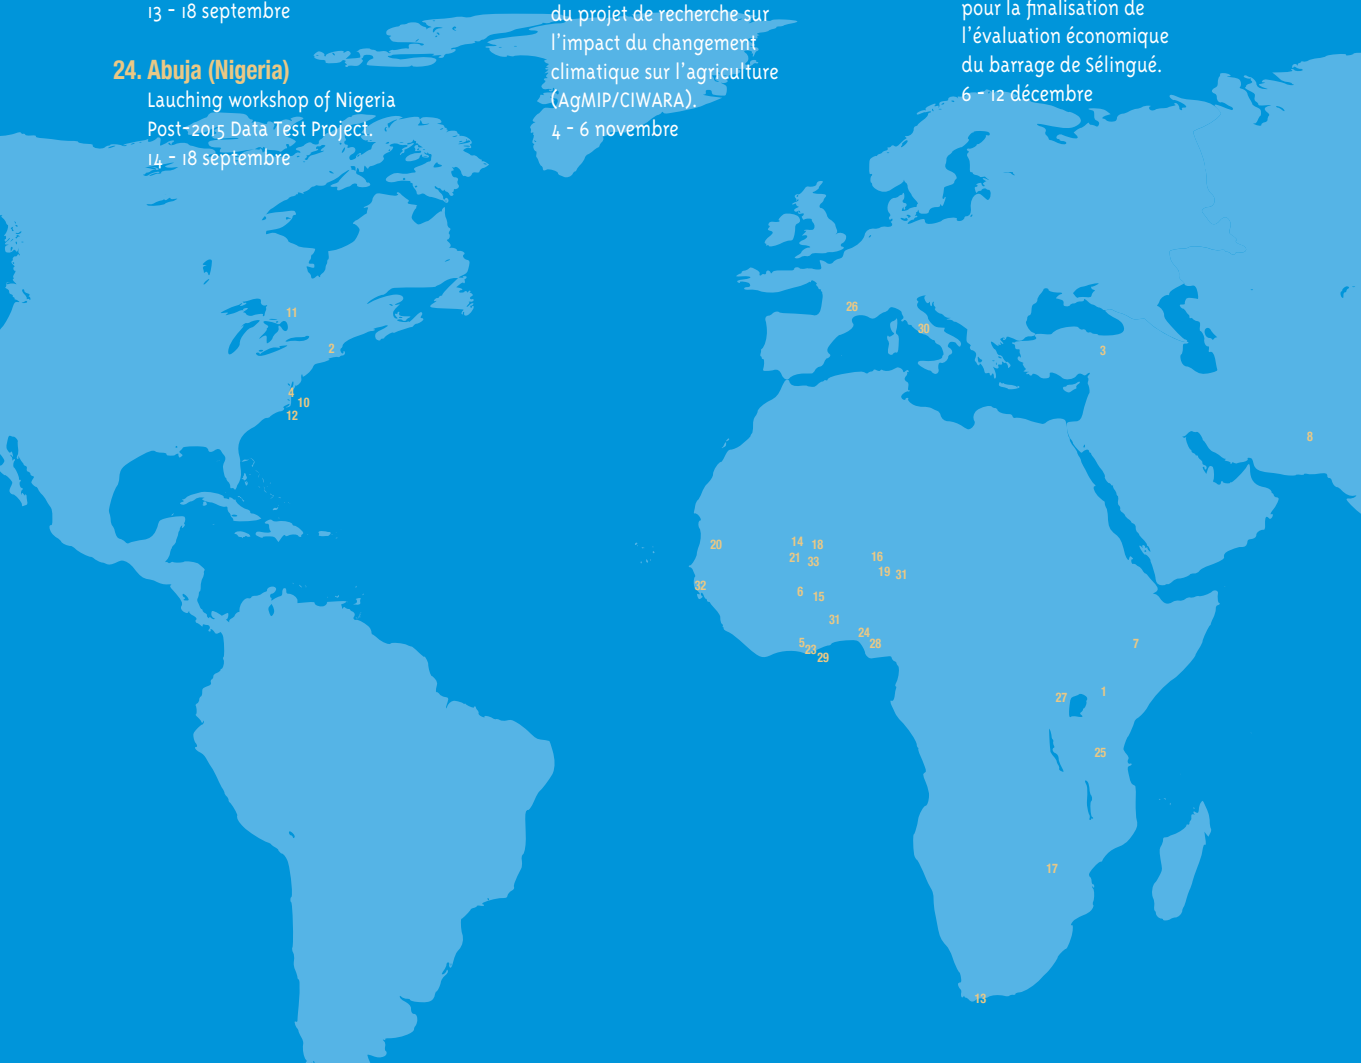 13 - 18 septembre
24. Abuja (Nigeria)
Lauching workshop of Nigeria
Post-2015 Data Test Project.
14 - 18 septembre
du projet de recherche sur
l'impact du changement
climatique sur l'agriculture
(AgMIP/CIWARA).
4 - 6 novembre
pour la finalisation de
l'évaluation économique
du barrage de Sélingué.
6 - 12 décembre
11
2
4
10
12
26
30
3
8
20
14
18
21
33
16
19
31
32
6
15
31
24
28
5
23
29
7
27
1
25
17
13